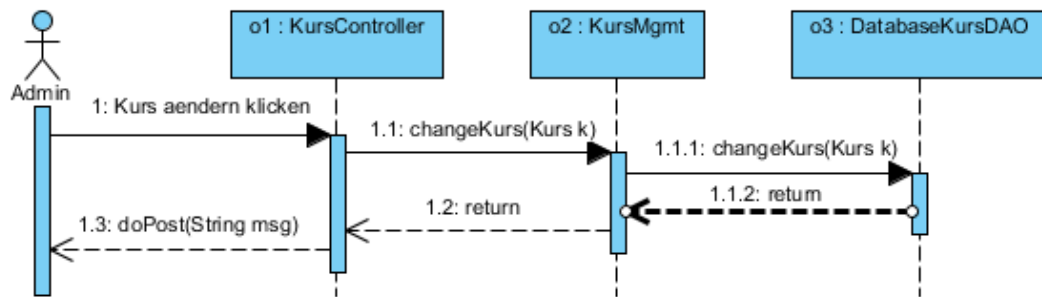 o1 : KursController
o2 : KursMgmt
o3 : DatabaseKursDAO
Admin
1: Kurs aendern klicken
1.1: changeKurs(Kurs k)
1.1.1: changeKurs(Kurs k)
1.1.2: return
1.2: return
1.3: doPost(String msg)